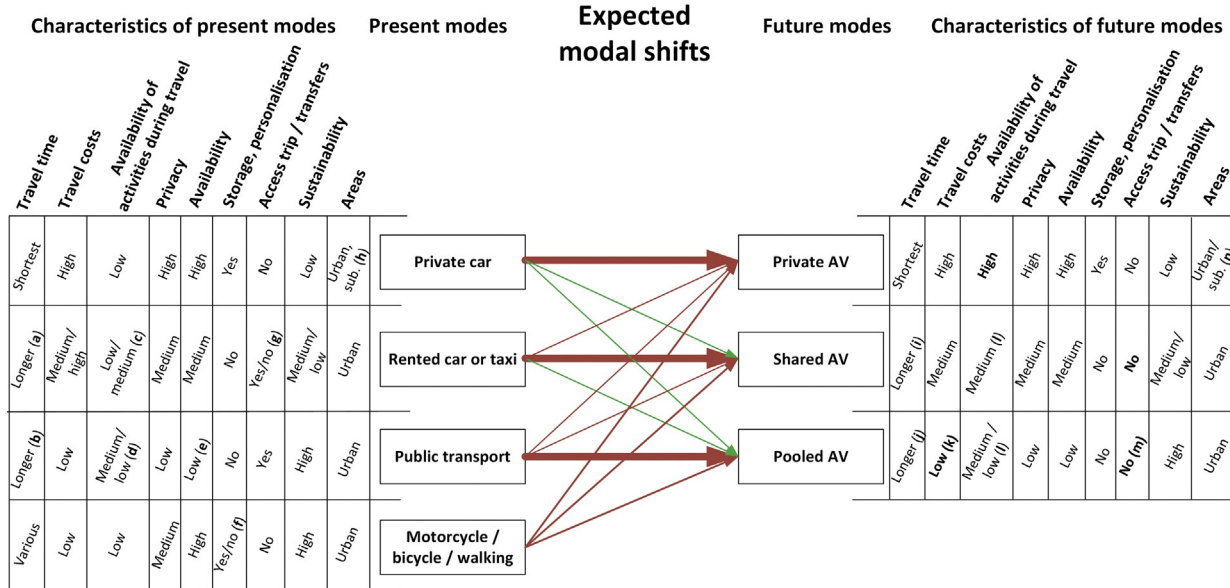 Characteristics of present modes
Present modes
Expected
modal shifts
Future modes
Characteristics of future modes
Travel time
Travel costs
Availability of
activities during travel
Privacy
Availability
Storage, personalisation
Access trip / transfers
Sustainability
Areas
Shortest
High
Low
High
High
Yes
No
Low
Urban,
sub. (h)
Longer (a)
Medium/
high
Low/
medium (c)
Medium
Medium
No
Yes/no (g)
Medium/
low
Urban
Longer (b)
Low
Medium/
low (d)
Low
Low (e)
No
Yes
High
Urban
Various
Low
Low
Medium
High
Yes/no (f)
No
High
Urban
Private car
Rented car or taxi
Public transport
Motorcycle /
bicycle / walking
Private AV
Shared AV
Pooled AV
Travel time
Travel costs
Availability of
activities during travel
Privacy
Availability
Storage, personalisation
Access trip / transfers
Sustainability
Areas
Shortest
High
High
High
High
Yes
No
Low
Urban/
sub. (n)
Longer (i)
Medium
Medium (l)
Medium
Medium
No
No
Medium/
low
Urban
Longer (j)
Low (k)
Medium /
low (l)
Low
Low
No
No (m)
High
Urban